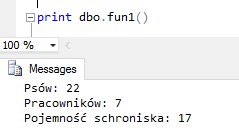 print dbo.fun1()
100 %
Messages
Psów: 22
Pracowników: 7
Pojemność schroniska: 17